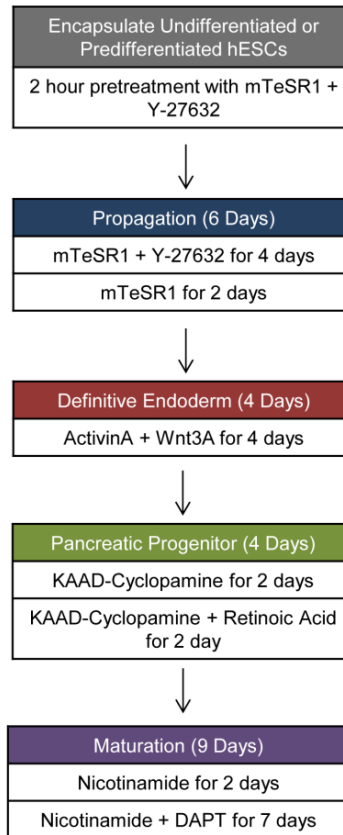 Encapsulate Undifferentiated or
Predifferentiated hESCs
2 hour pretreatment with mTeSR1 +
Y-27632
Propagation (6 Days)
mTeSR1 + Y-27632 for 4 days
mTeSR1 for 2 days
Definitive Endoderm (4 Days)
ActivinA + Wnt3A for 4 days
Pancreatic Progenitor (4 Days)
KAAD-Cyclopamine for 2 days
KAAD-Cyclopamine + Retinoic Acid
for 2 day
Maturation (9 Days)
Nicotinamide for 2 days
Nicotinamide + DAPT for 7 days